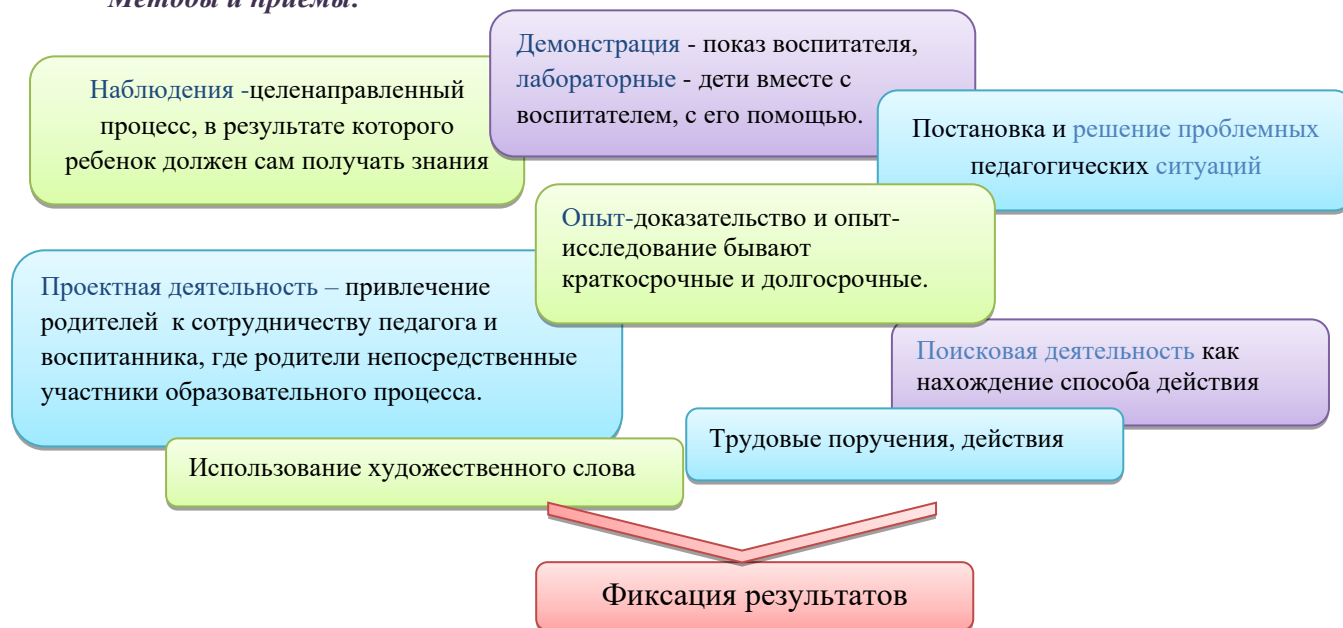 Методы и приемы:
Демонстрация - показ воспитателя,
лабораторные - дети вместе с
воспитателем, с его помощью.
Наблюдения -целенаправленный
процесс, в результате которого
ребенок должен сам получать знания
Постановка и решение проблемных
педагогических ситуаций
Опыт-доказательство и опыт-
исследование бывают
краткосрочные и долгосрочные.
Проектная деятельность – привлечение
родителей к сотрудничеству педагога и
воспитанника, где родители непосредственные
участники образовательного процесса.
Поисковая деятельность как
нахождение способа действия
Трудовые поручения, действия
Использование художественного слова
Фиксация результатов